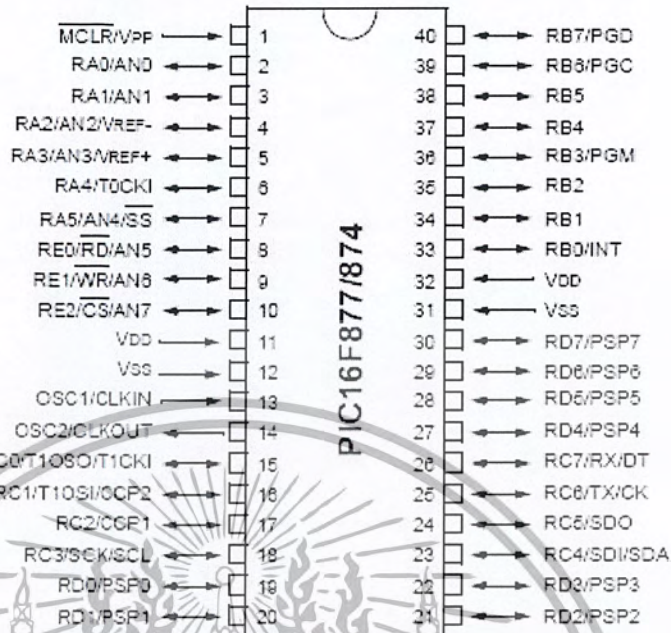 MCLR/VPP 1 40 RB7/PGD
RA0/AN0 2 39 RB6/PGC
RA1/AN1 3 38 RB5
RA2/AN2/VREF- 4 37 RB4
RA3/AN3/VREF+ 5 36 RB3/PGM
RA4/T0CKI 6 35 RB2
RA5/AN4/SS 7 34 RB1
RE0/RD/AN5 8 33 RB0/INT
RE1/WR/AN6 9 32 VDD
RE2/CS/AN7 10 31 VSS
VDD 11 30 RD7/PSP7
VSS 12 29 RD6/PSP6
OSC1/CLKIN 13 28 RD5/PSP5
OSC2/CLKOUT 14 27 RD4/PSP4
C0/T1OSO/T1CKI 15 26 RC7/RX/DT
RC1/T1OSI/CCP2 16 25 RC6/TX/CK
RC2/CCP1 17 24 RC5/SDO
RC3/SCK/SCL 18 23 RC4/SDI/SDA
RD0/PSP0 19 22 RD3/PSP3
RD1/PSP1 20 21 RD2/PSP2
PIC16F877/874